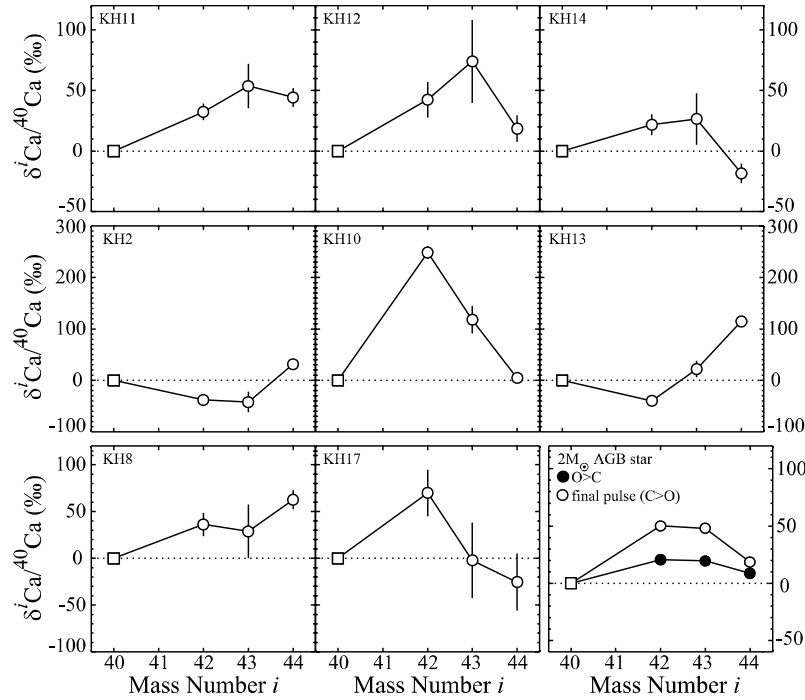 KH11
KH12
KH14
100
50
0
-50
δⁱCa/⁴⁰Ca (‰)
100
50
0
-50
KH2
KH10
KH13
300
200
100
0
-100
δⁱCa/⁴⁰Ca (‰)
300
200
100
0
-100
KH8
KH17
2M☉ AGB star
O>C
final pulse (C>O)
100
50
0
-50
-100
δⁱCa/⁴⁰Ca (‰)
100
50
0
-50
40 41 42 43 44
40 41 42 43 44
40 41 42 43 44
Mass Number i
Mass Number i
Mass Number i